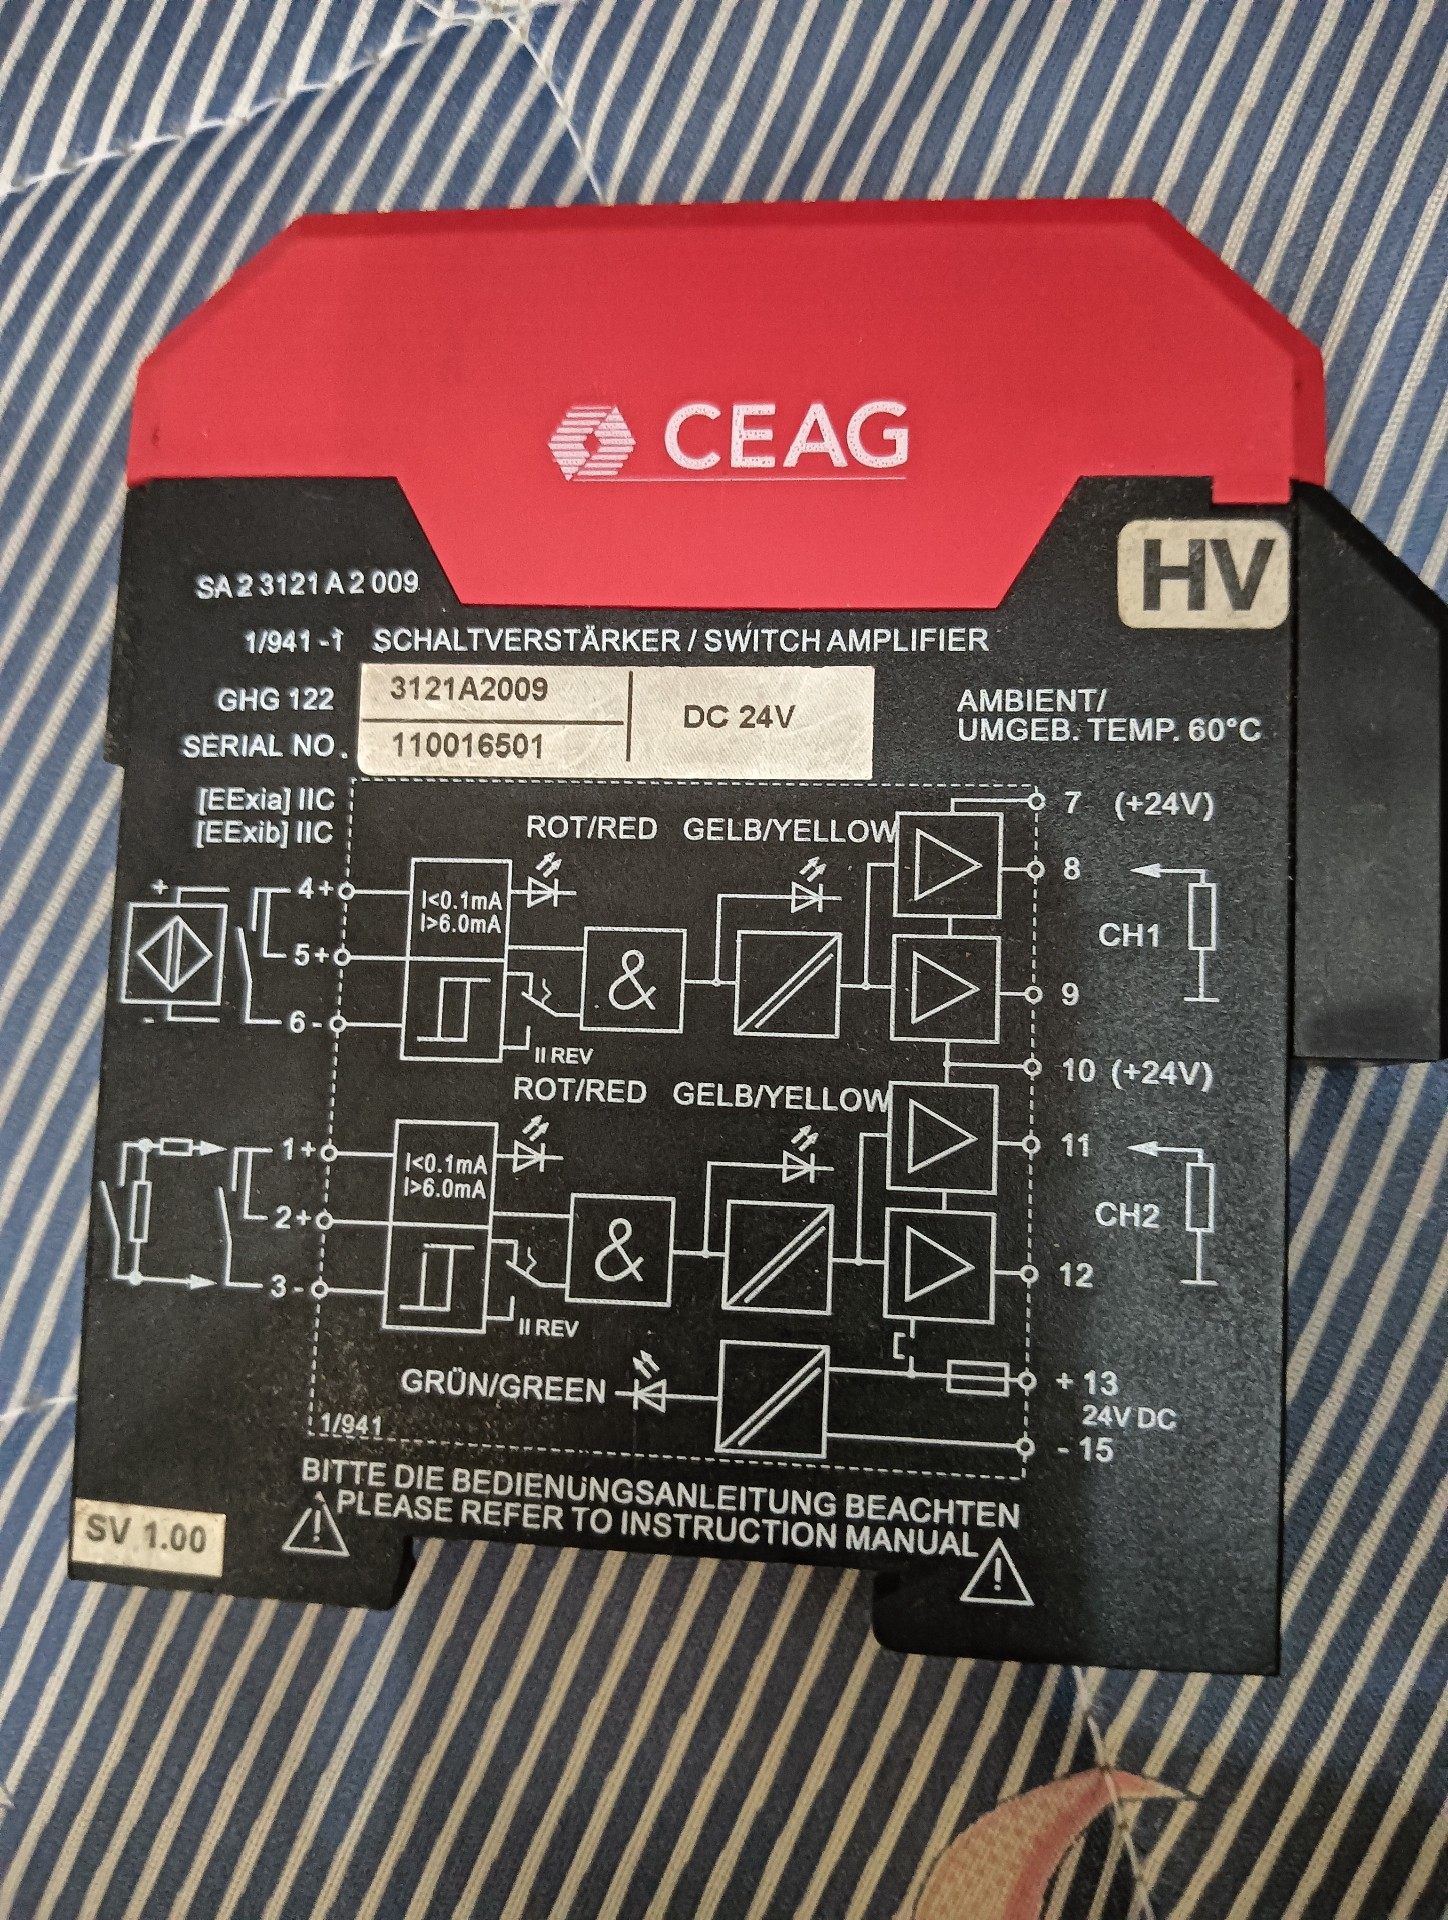 CEAG
HV
SA 2 3121 A 2 009
1/941 -1 SCHALTVERSTÄRKER / SWITCH AMPLIFIER
GHG 122 3121A2009 DC 24V
SERIAL NO. 110016501
AMBIENT/
UMGEB. TEMP. 60°C
[EExia] IIC
[EExib] IIC
ROT/RED GELB/YELLOW
7 (+24V)
8
+
4+
I<0.1mA
I>6.0mA
CH1
5+
&
9
-
6 -
II REV
10 (+24V)
ROT/RED GELB/YELLOW
11
1+
I<0.1mA
I>6.0mA
CH2
2+
&
12
3 -
II REV
GRÜN/GREEN
+ 13
24V DC
- 15
1/941
BITTE DIE BEDIENUNGSANLEITUNG BEACHTEN
PLEASE REFER TO INSTRUCTION MANUAL
!
!
SV 1.00